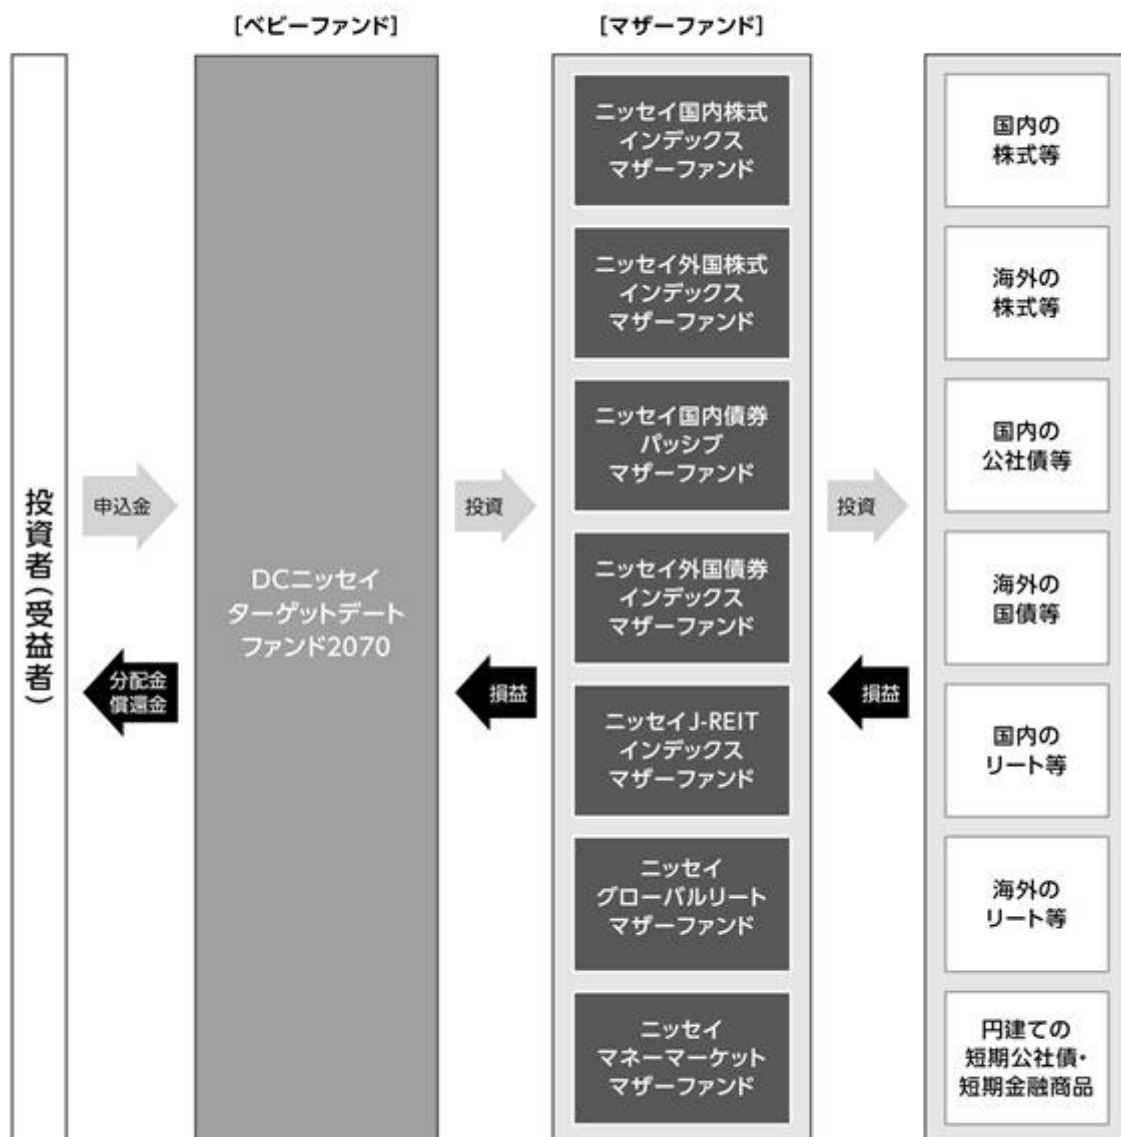 [ベビーファンド]
[マザーファンド]
投資者（受益者）
申込金
分配金
償還金
DCニッセイ
ターゲットデート
ファンド2070
投資
損益
ニッセイ国内株式
インデックス
マザーファンド
ニッセイ外国株式
インデックス
マザーファンド
ニッセイ国内債券
パッシブ
マザーファンド
ニッセイ外国債券
インデックス
マザーファンド
ニッセイJ-REIT
インデックス
マザーファンド
ニッセイ
グローバルリート
マザーファンド
ニッセイ
マネーマーケット
マザーファンド
投資
損益
国内の
株式等
海外の
株式等
国内の
公社債等
海外の
国債等
国内の
リート等
海外の
リート等
円建ての
短期公社債・
短期金融商品